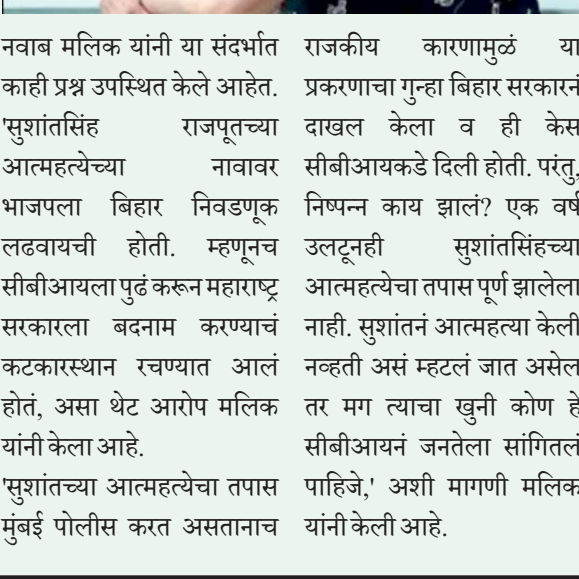 नवाब मलिक यांनी या संदर्भात
काही प्रश्न उपस्थित केले आहेत.
'सुशांतसिंह राजपूतच्या
आत्महत्येच्या नावावर
भाजपला बिहार निवडणूक
लढवायची होती. म्हणूनच
सीबीआयला पुढं करून महाराष्ट्र
सरकारला बदनाम करण्याचं
कटकारस्थान रचण्यात आलं
होतं, असा थेट आरोप मलिक
यांनी केला आहे.
'सुशांतच्या आत्महत्येचा तपास
मुंबई पोलीस करत असतानाच
राजकीय कारणामुळं या
प्रकरणाचा गुन्हा बिहार सरकारनं
दाखल केला व ही केस
सीबीआयकडे दिली होती. परंतु,
निष्पन्न काय झालं? एक वर्ष
उलटूनही सुशांतसिंहच्या
आत्महत्येचा तपास पूर्ण झालेला
नाही. सुशांतनं आत्महत्या केली
नव्हती असं म्हटलं जात असेल
तर मग त्याचा खुनी कोण हे
सीबीआयनं जनतेला सांगितलं
पाहिजे,' अशी मागणी मलिक
यांनी केली आहे.